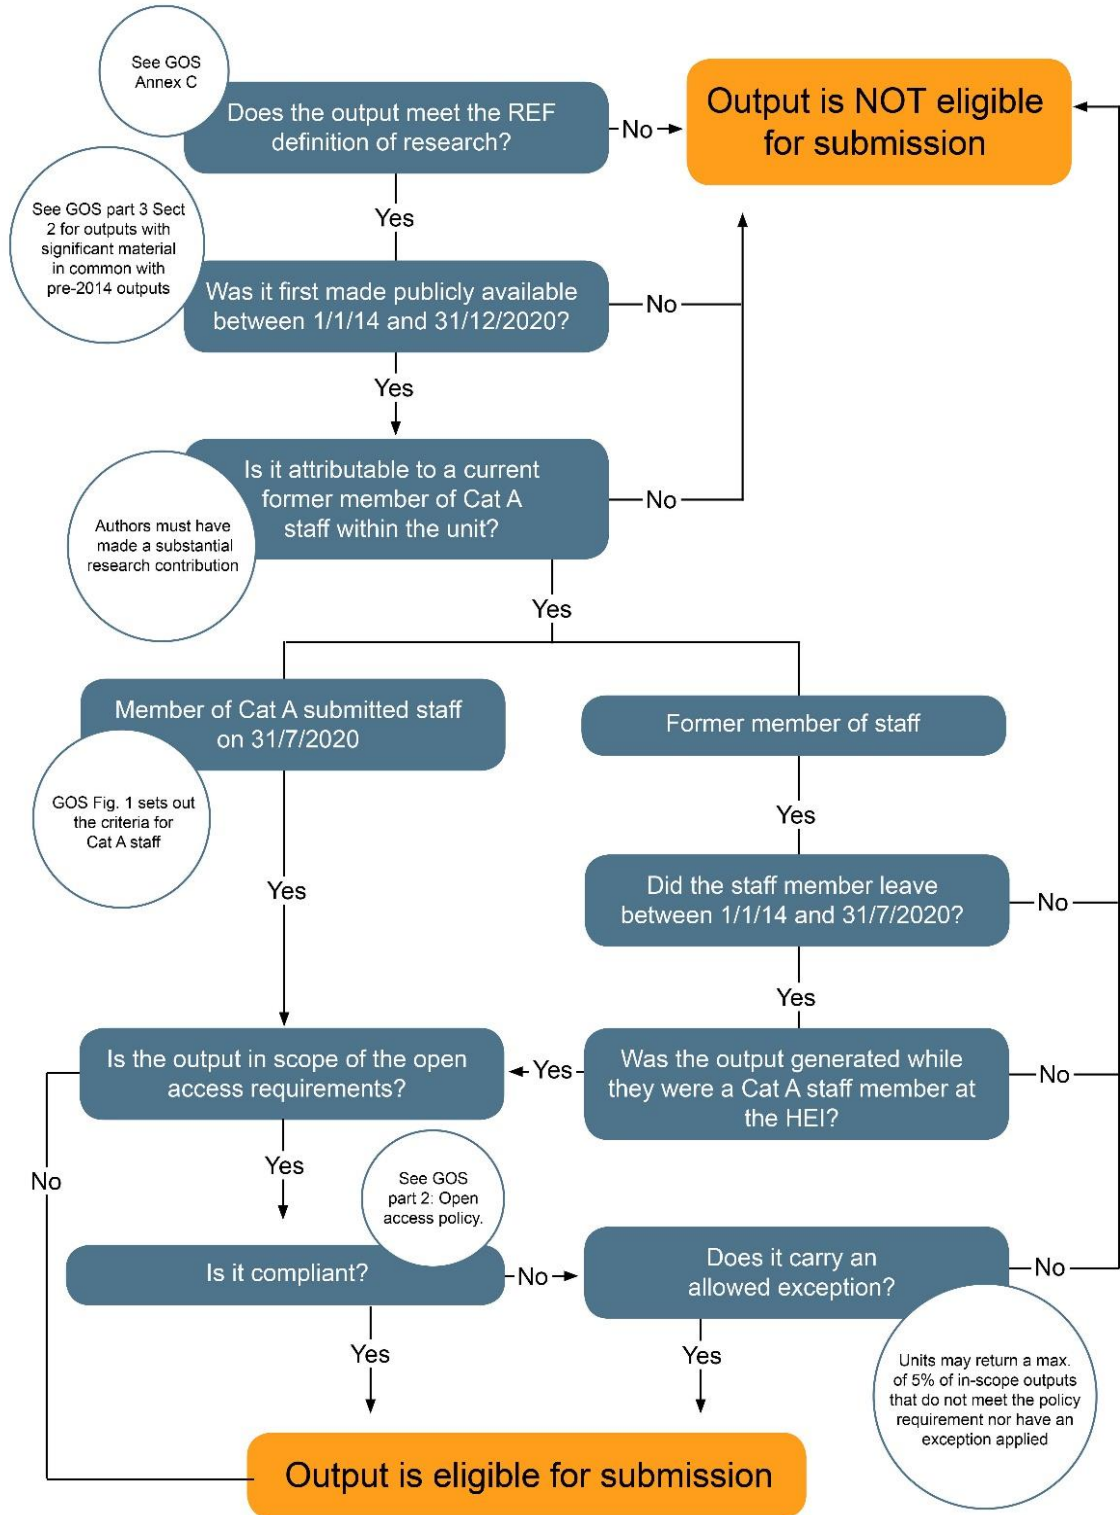 See GOS
Annex C
Does the output meet the REF
definition of research?
No
Output is NOT eligible
for submission
Yes
See GOS part 3 Sect
2 for outputs with
significant material
in common with
pre-2014 outputs
Was it first made publicly available
between 1/1/14 and 31/12/2020?
No
Yes
Is it attributable to a current
former member of Cat A
staff within the unit?
No
Authors must have
made a substantial
research contribution
Yes
Member of Cat A submitted staff
on 31/7/2020
Former member of staff
GOS Fig. 1 sets out
the criteria for
Cat A staff
Yes
Yes
Did the staff member leave
between 1/1/14 and 31/7/2020?
No
Yes
Is the output in scope of the open
access requirements?
Yes
Was the output generated while
they were a Cat A staff member at
the HEI?
No
No
Yes
See GOS
part 2: Open
access policy.
Is it compliant?
No
Does it carry an
allowed exception?
No
Yes
Yes
Units may return a max.
of 5% of in-scope outputs
that do not meet the policy
requirement nor have an
exception applied
Output is eligible for submission